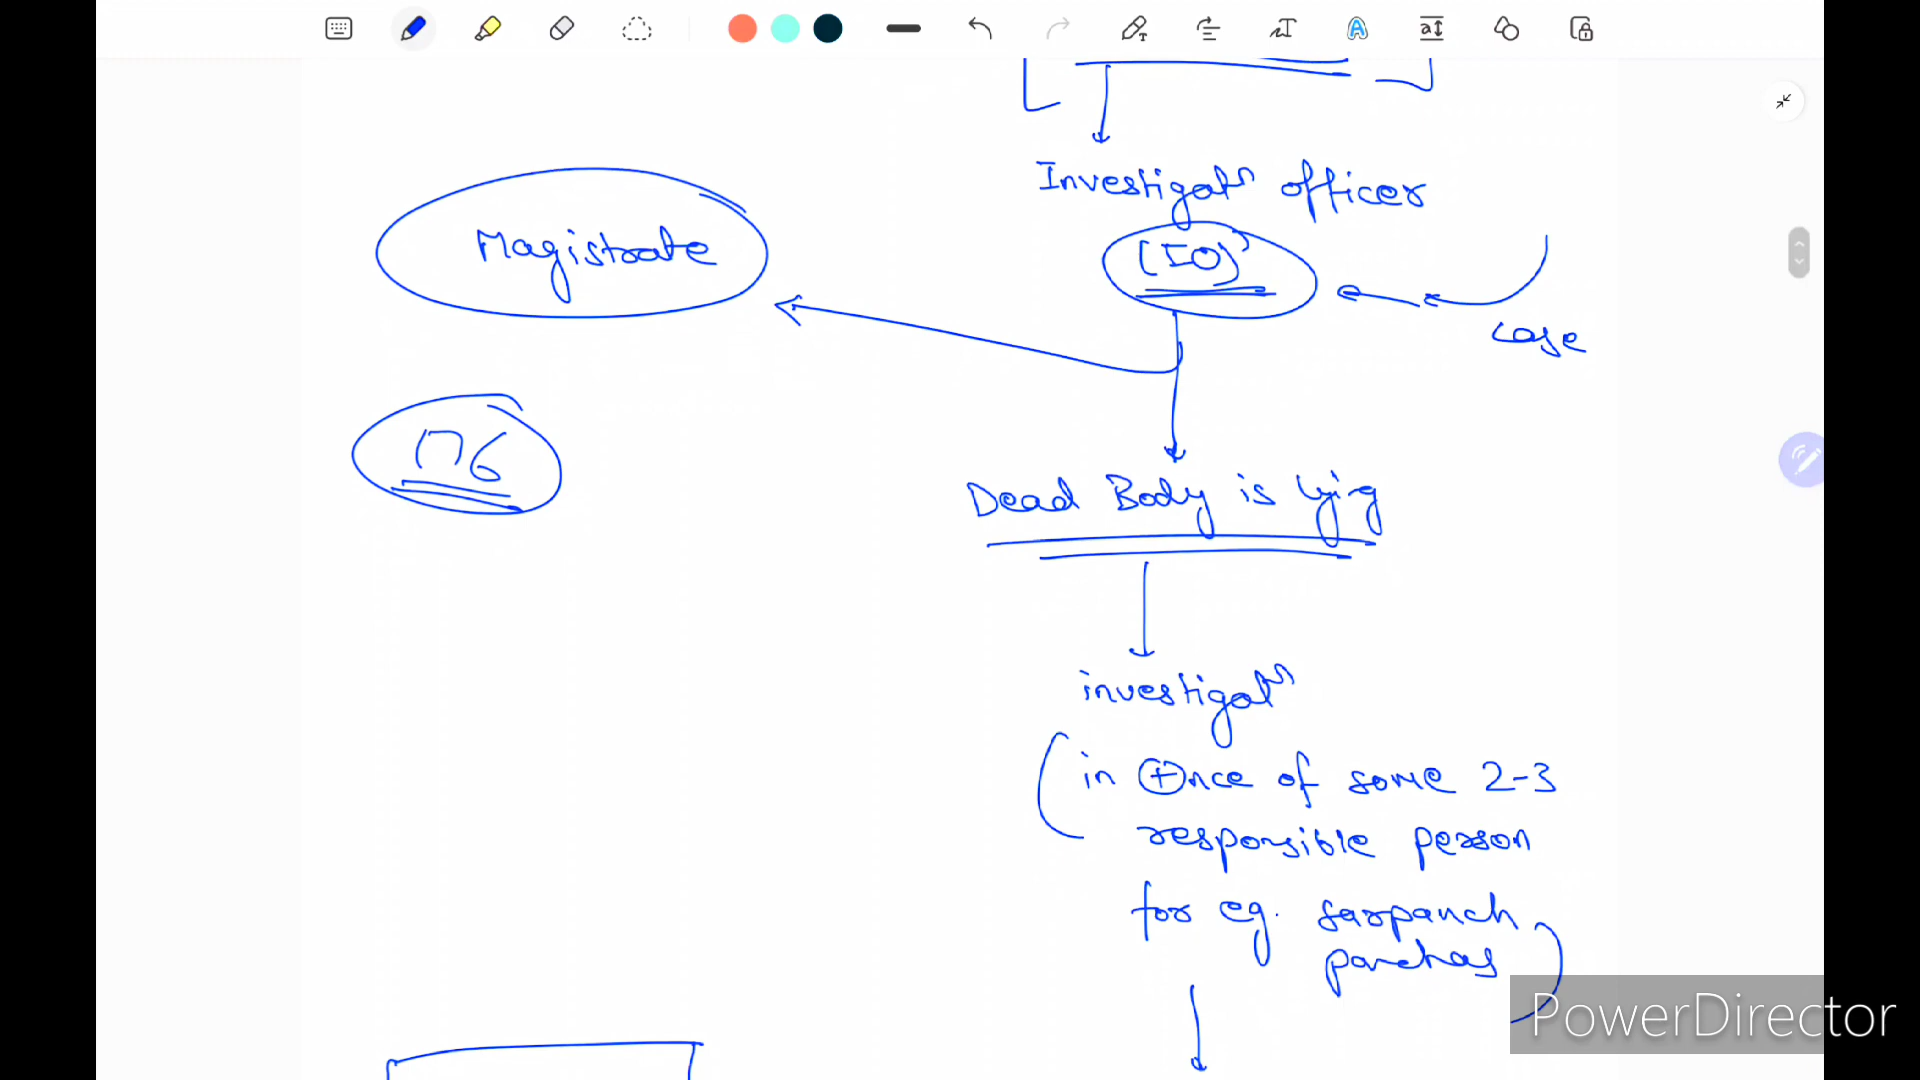 Investigatn officer
Magistrate
(IO)
case
176
Dead Body is lying
investigatn
in ⊕nce of some 2-3
responsible person
for eg. sarpanch
panchas
PowerDirector